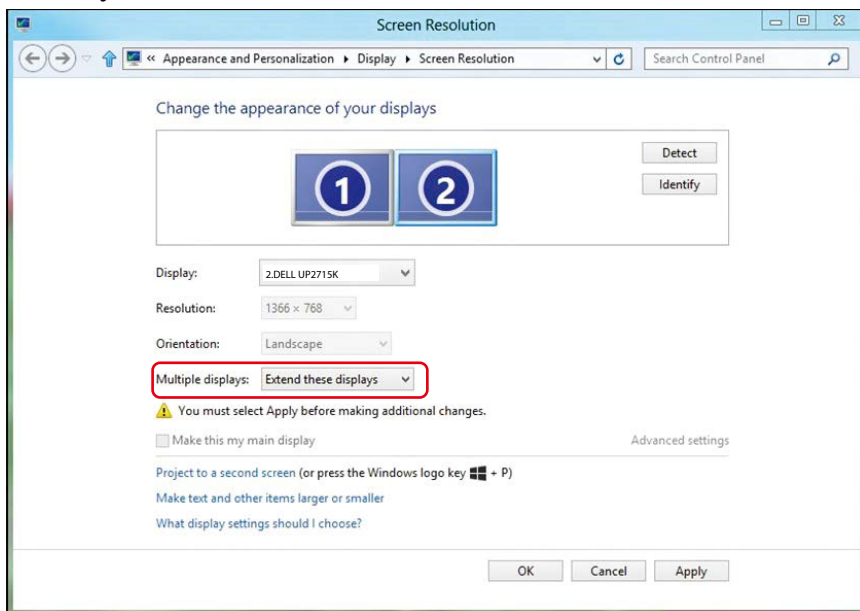 Screen Resolution
« Appearance and Personalization ▸ Display ▸ Screen Resolution
Search Control Panel
Change the appearance of your displays
1 2
Detect
Identify
Display: 2.DELL UP2715K
Resolution: 1366 × 768
Orientation: Landscape
Multiple displays: Extend these displays
You must select Apply before making additional changes.
Make this my main display
Advanced settings
Project to a second screen (or press the Windows logo key + P)
Make text and other items larger or smaller
What display settings should I choose?
OK Cancel Apply